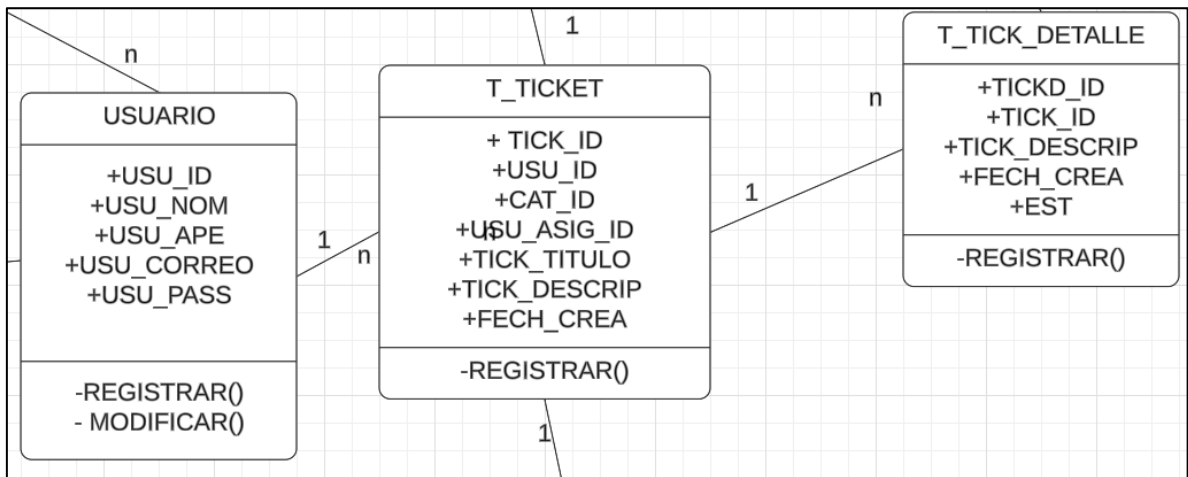 n
USUARIO
+USU_ID
+USU_NOM
+USU_APE
+USU_CORREO
+USU_PASS
-REGISTRAR()
- MODIFICAR()
1
n
1
T_TICKET
+ TICK_ID
+USU_ID
+CAT_ID
+USU_ASIG_ID
n
+TICK_TITULO
+TICK_DESCRIP
+FECH_CREA
-REGISTRAR()
1
1
n
T_TICK_DETALLE
+TICKD_ID
+TICK_ID
+TICK_DESCRIP
+FECH_CREA
+EST
-REGISTRAR()